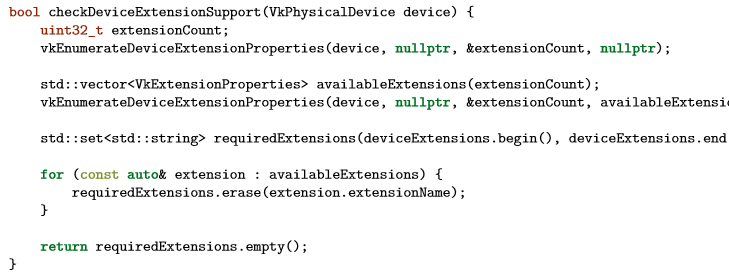 bool checkDeviceExtensionSupport(VkPhysicalDevice device) {
    uint32_t extensionCount;
    vkEnumerateDeviceExtensionProperties(device, nullptr, &extensionCount, nullptr);

    std::vector<VkExtensionProperties> availableExtensions(extensionCount);
    vkEnumerateDeviceExtensionProperties(device, nullptr, &extensionCount, availableExtensio

    std::set<std::string> requiredExtensions(deviceExtensions.begin(), deviceExtensions.end

    for (const auto& extension : availableExtensions) {
        requiredExtensions.erase(extension.extensionName);
    }

    return requiredExtensions.empty();
}